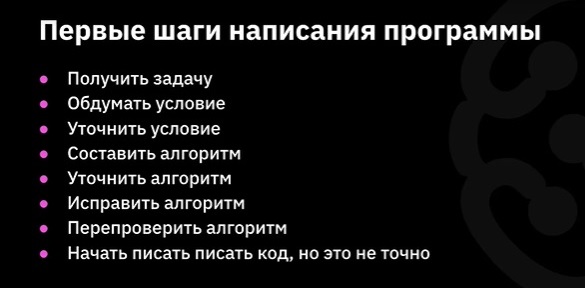 Первые шаги написания программы
Получить задачу
Обдумать условие
Уточнить условие
Составить алгоритм
Уточнить алгоритм
Исправить алгоритм
Перепроверить алгоритм
Начать писать писать код, но это не точно